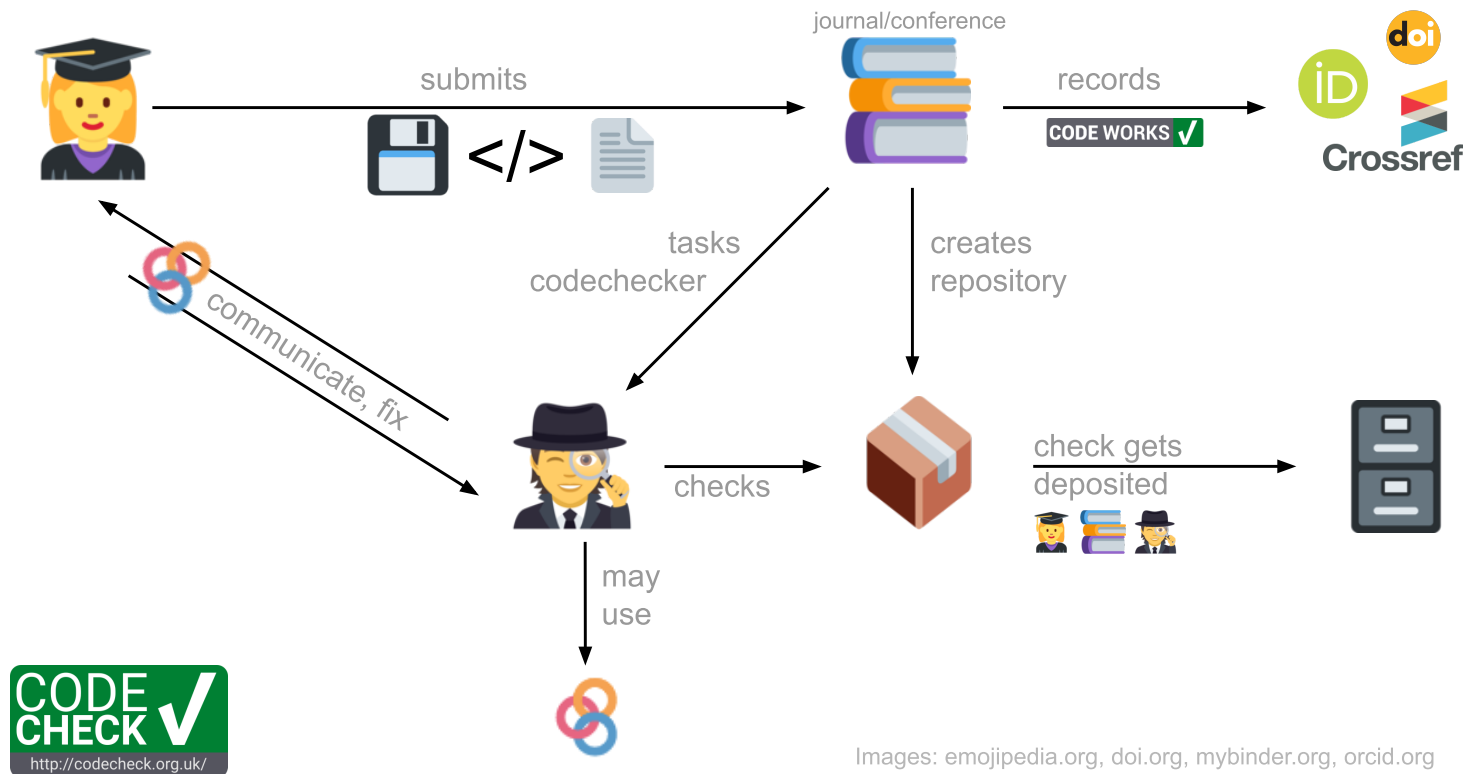 journal/conference
doi
submits
records
iD
CODE WORKS
</>
Crossref
tasks
codechecker
creates
repository
communicate, fix
check gets
deposited
checks
may
use
CODE
CHECK
http://codecheck.org.uk/
Images: emojipedia.org, doi.org, mybinder.org, orcid.org